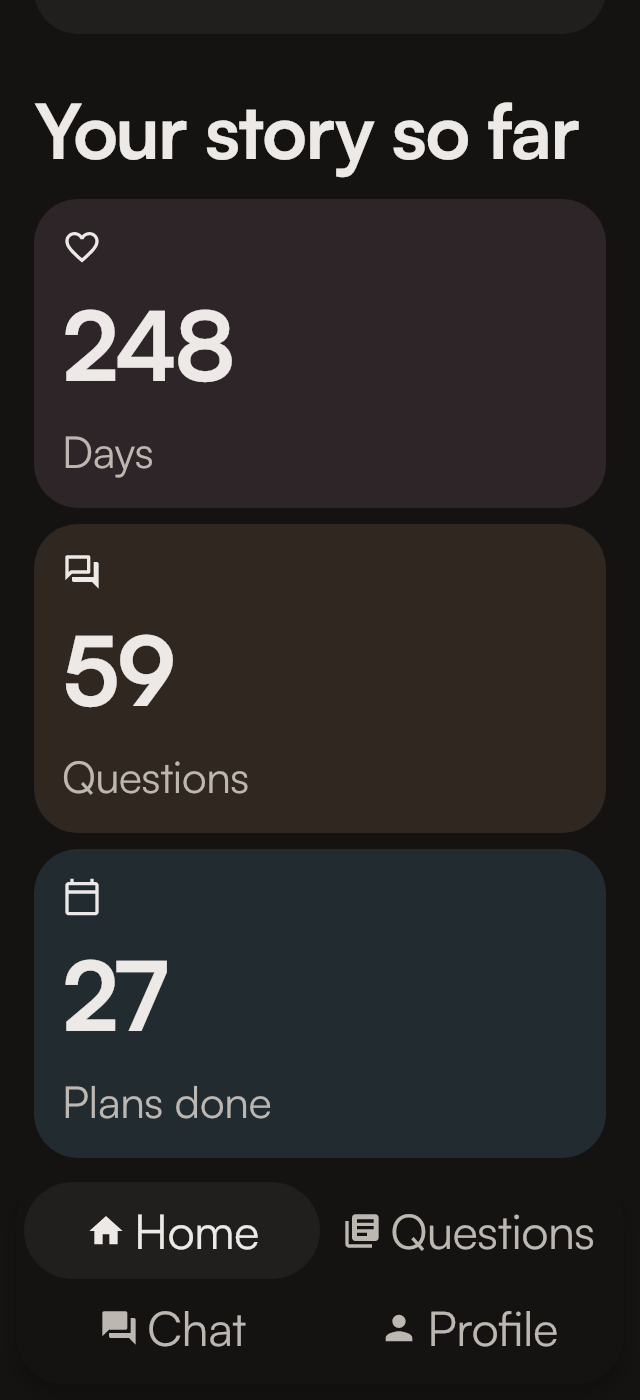 Your story so far
248
Days
59
Questions
27
Plans done
Home
Questions
Chat
Profile